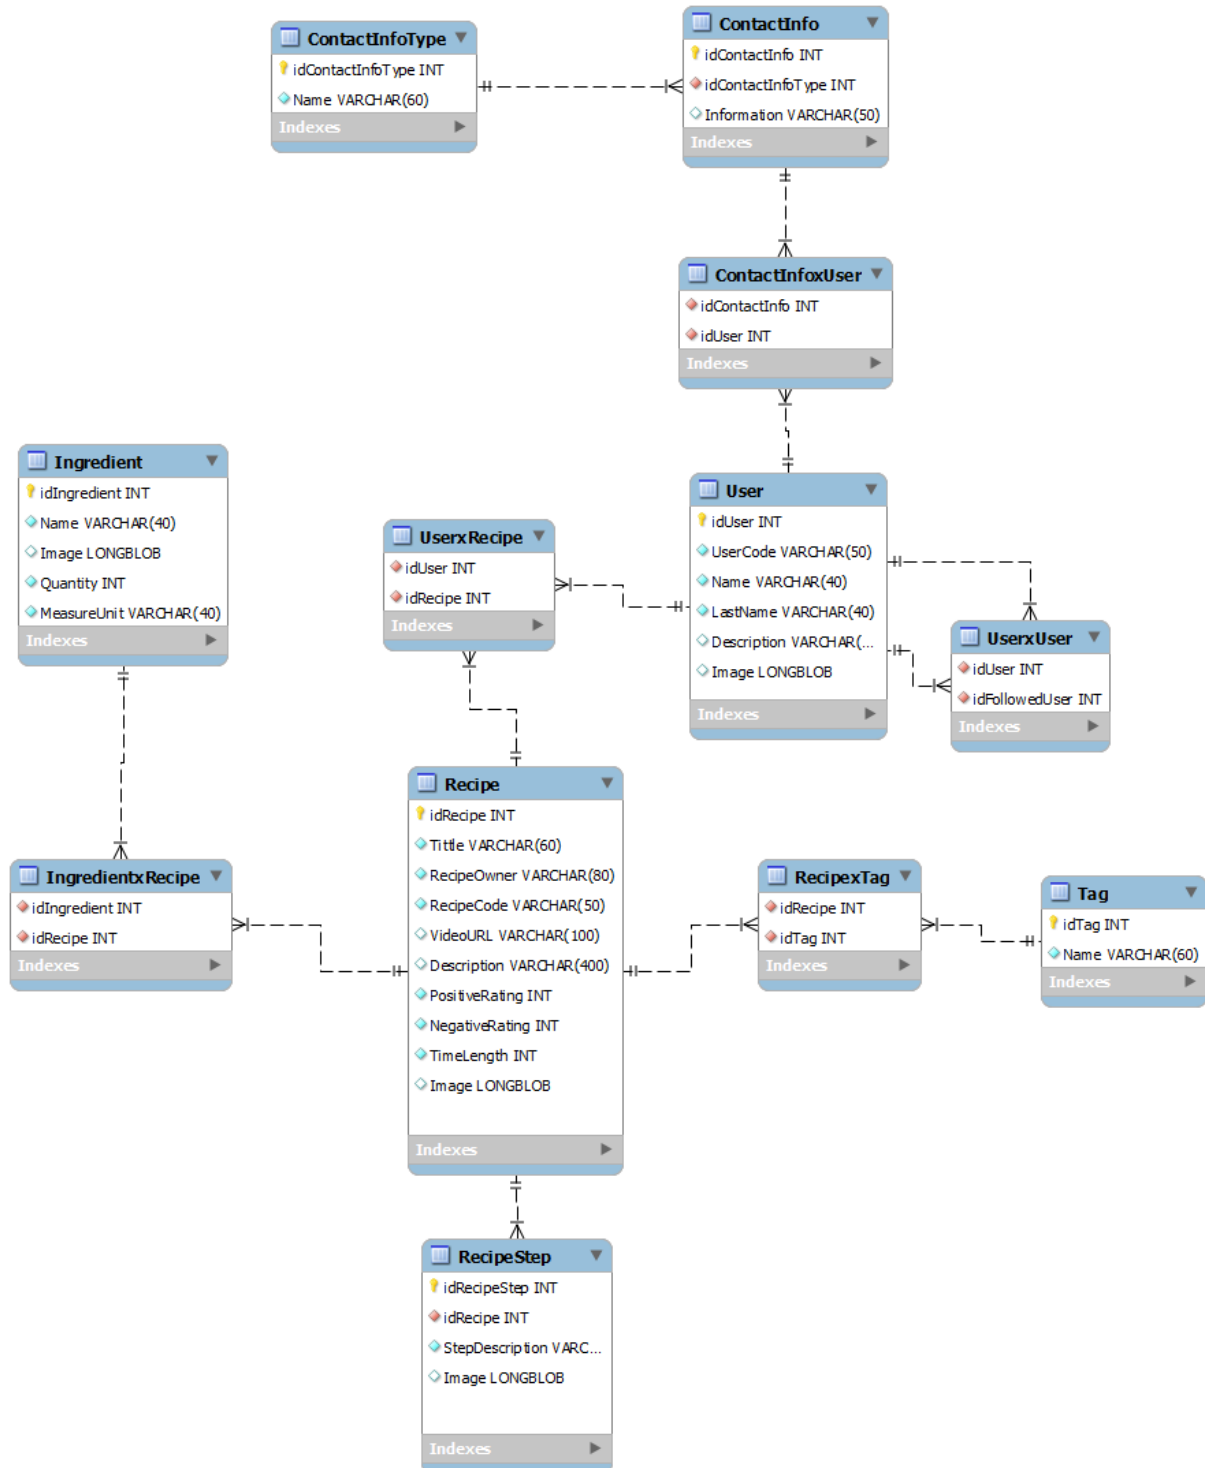 ContactInfoType
idContactInfoType INT
Name VARCHAR(60)
Indexes
ContactInfo
idContactInfo INT
idContactInfoType INT
Information VARCHAR(50)
Indexes
ContactInfoxUser
idContactInfo INT
idUser INT
Indexes
Ingredient
idIngredient INT
Name VARCHAR(40)
Image LONGBLOB
Quantity INT
MeasureUnit VARCHAR(40)
Indexes
UserxRecipe
idUser INT
idRecipe INT
Indexes
User
idUser INT
UserCode VARCHAR(50)
Name VARCHAR(40)
LastName VARCHAR(40)
Description VARCHAR(...
Image LONGBLOB
Indexes
UserxUser
idUser INT
idFollowedUser INT
Indexes
Recipe
idRecipe INT
Tittle VARCHAR(60)
RecipeOwner VARCHAR(80)
RecipeCode VARCHAR(50)
VideoURL VARCHAR(100)
Description VARCHAR(400)
PositiveRating INT
NegativeRating INT
TimeLength INT
Image LONGBLOB
Indexes
IngredientxRecipe
idIngredient INT
idRecipe INT
Indexes
RecipexTag
idRecipe INT
idTag INT
Indexes
Tag
idTag INT
Name VARCHAR(60)
Indexes
RecipeStep
idRecipeStep INT
idRecipe INT
StepDescription VARC...
Image LONGBLOB
Indexes